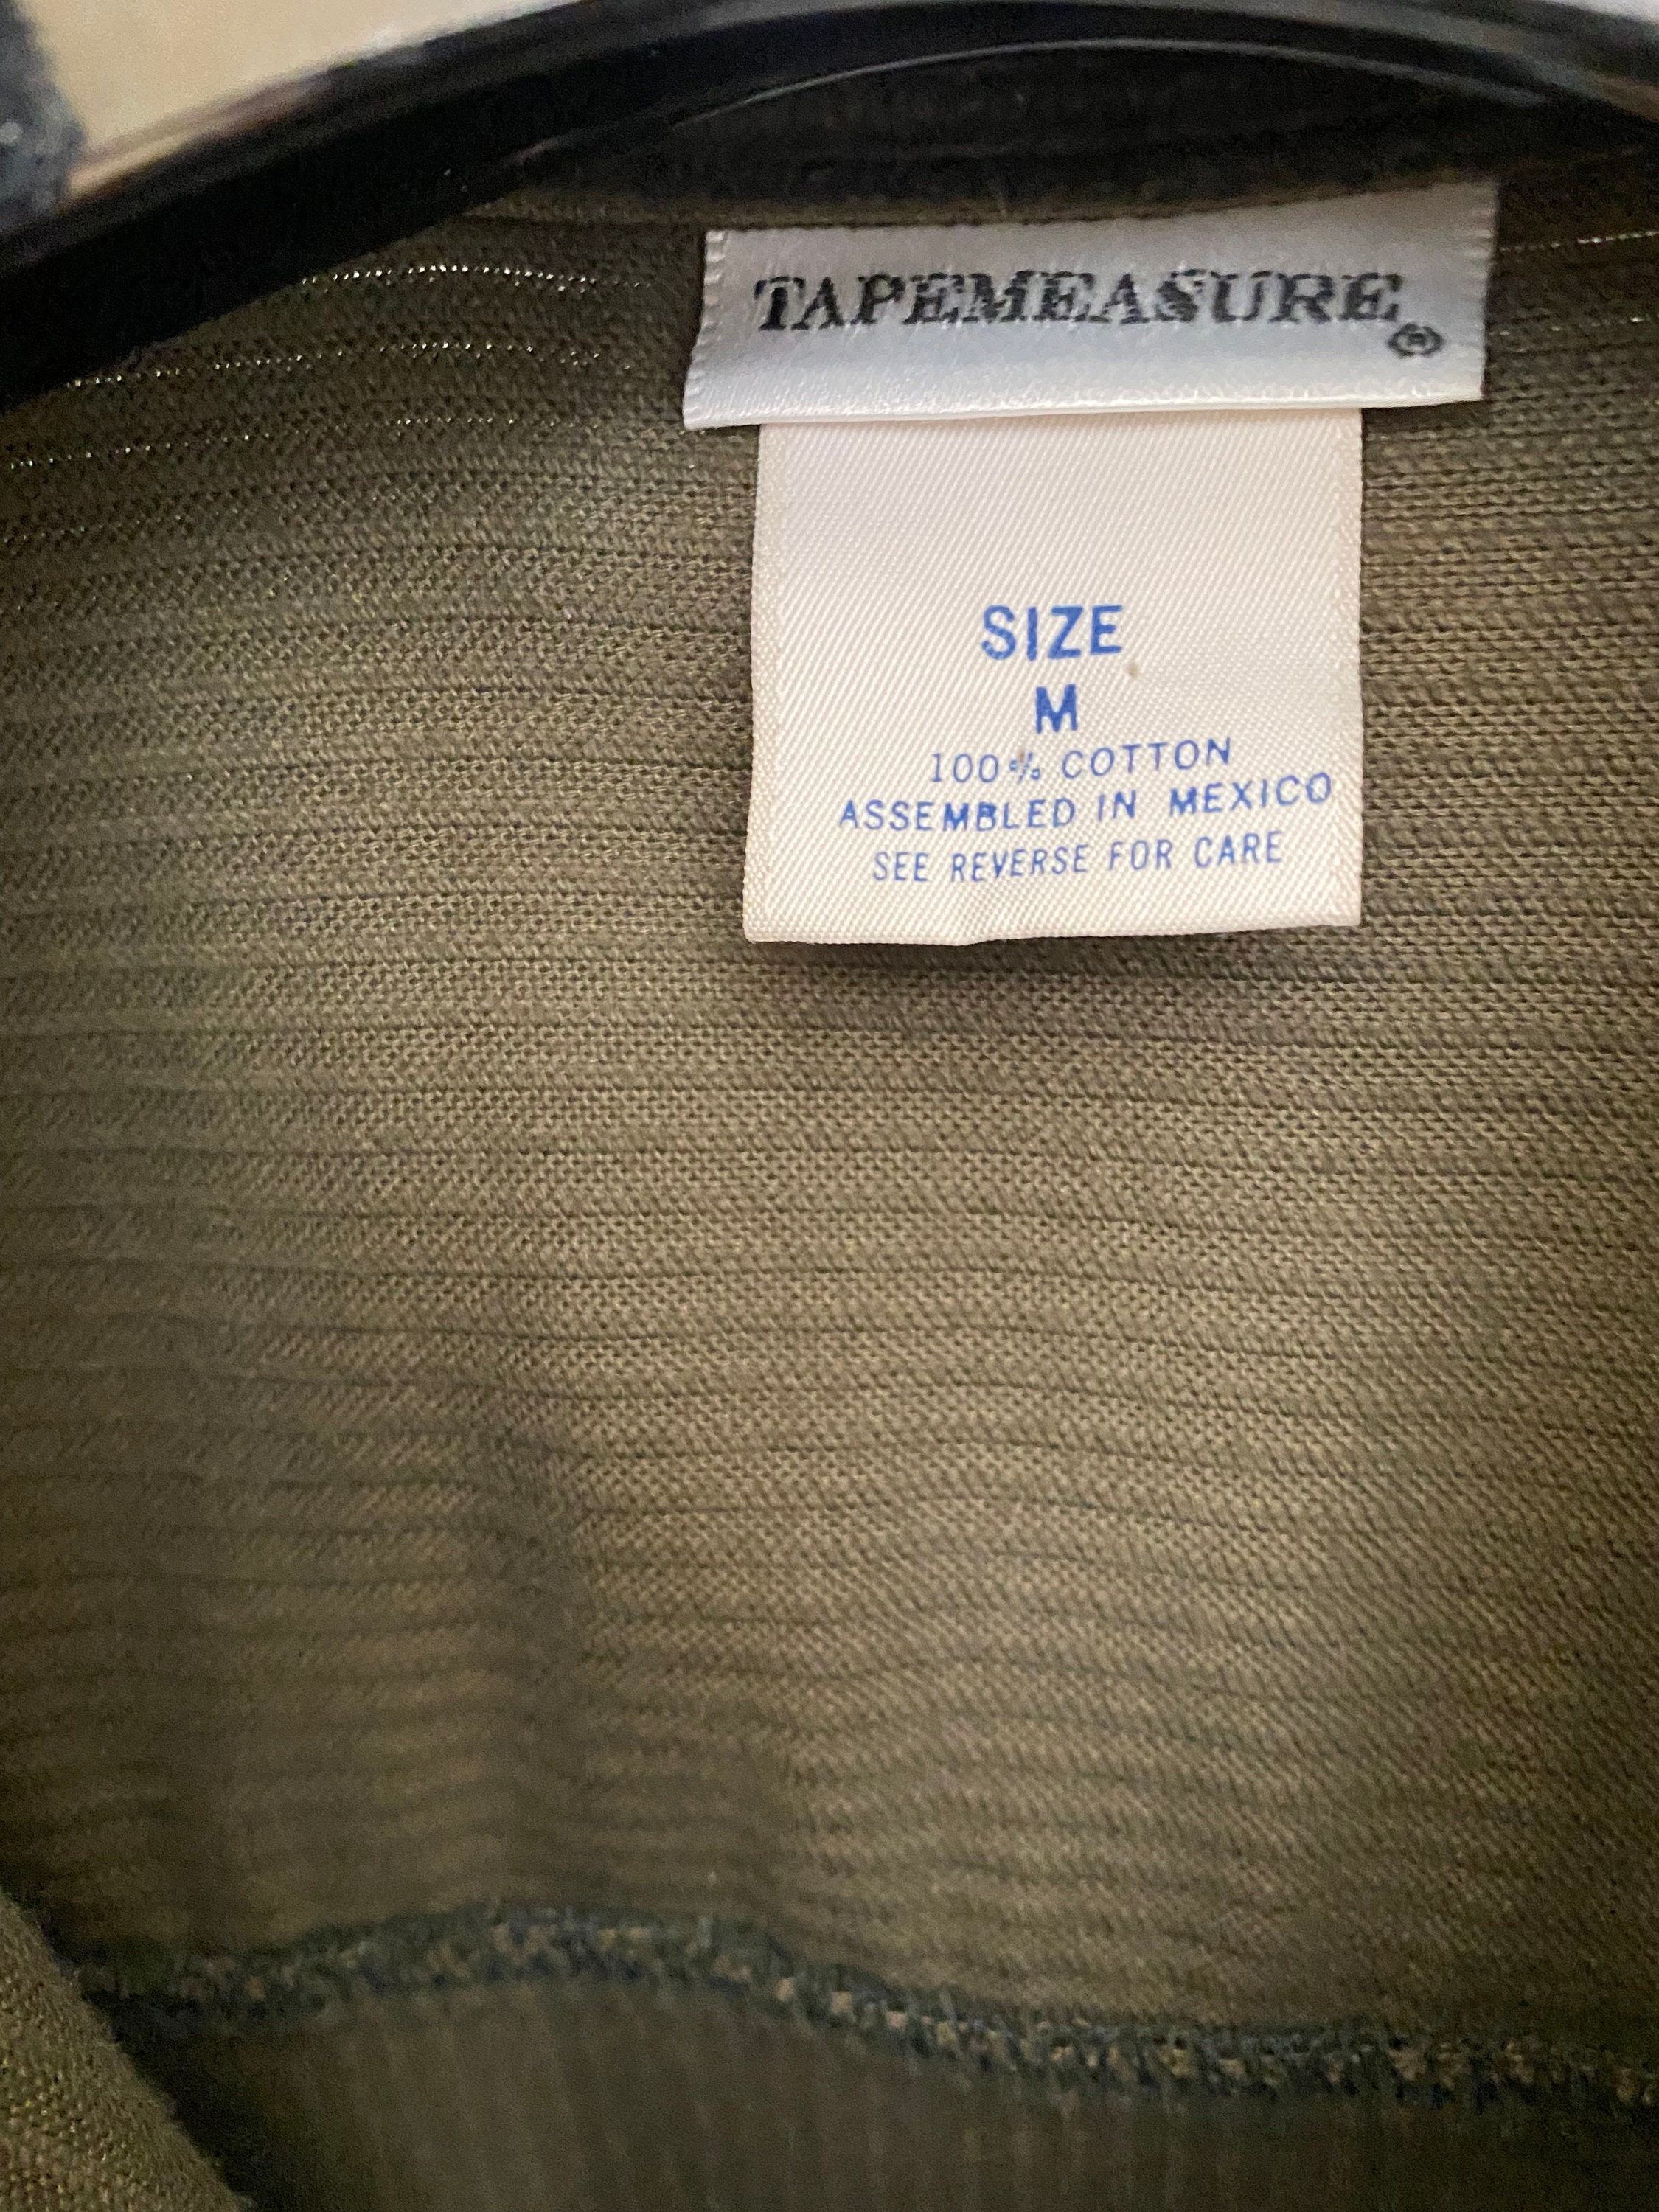 TAPEMEASURE®
SIZE
M
100% COTTON
ASSEMBLED IN MEXICO
SEE REVERSE FOR CARE